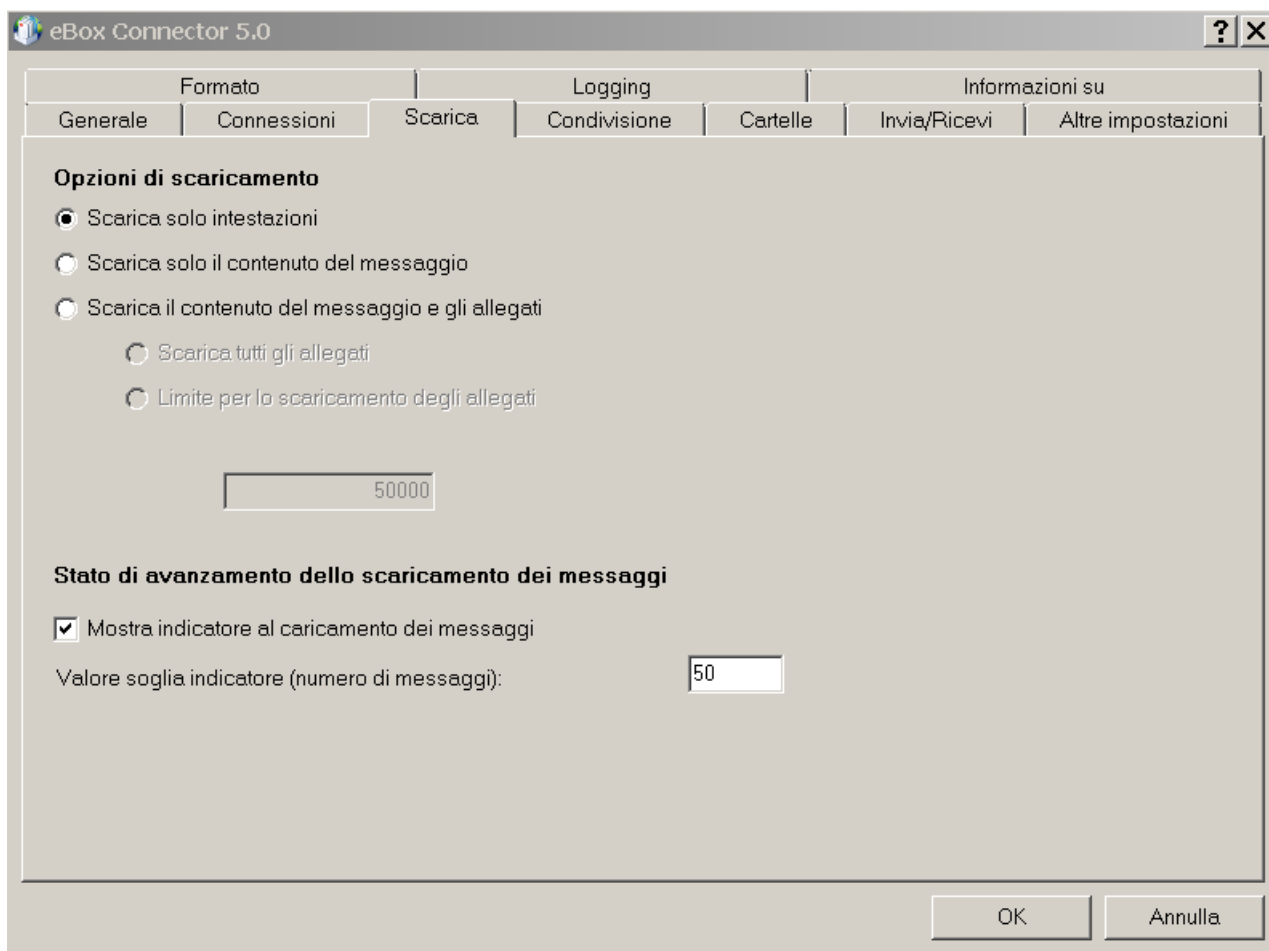 eBox Connector 5.0
Formato Logging Informazioni su
Generale Connessioni Scarica Condivisione Cartelle Invia/Ricevi Altre impostazioni
Opzioni di scaricamento
Scarica solo intestazioni
Scarica solo il contenuto del messaggio
Scarica il contenuto del messaggio e gli allegati
Scarica tutti gli allegati
Limite per lo scaricamento degli allegati
50000
Stato di avanzamento dello scaricamento dei messaggi
Mostra indicatore al caricamento dei messaggi
Valore soglia indicatore (numero di messaggi): 50
OK Annulla